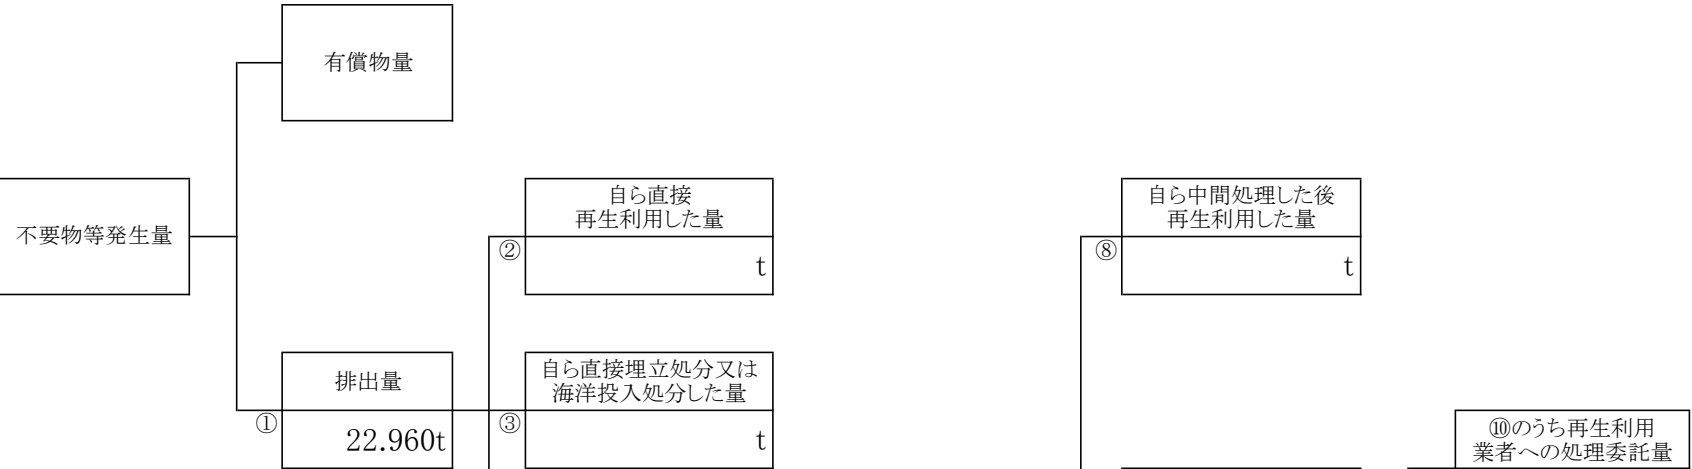 有償物量
不要物等発生量
自ら直接
再生利用した量
②
t
自ら中間処理した後
再生利用した量
⑧
t
排出量
①
22.960t
自ら直接埋立処分又は
海洋投入処分した量
③
t
⑩のうち再生利用
業者への処理委託量